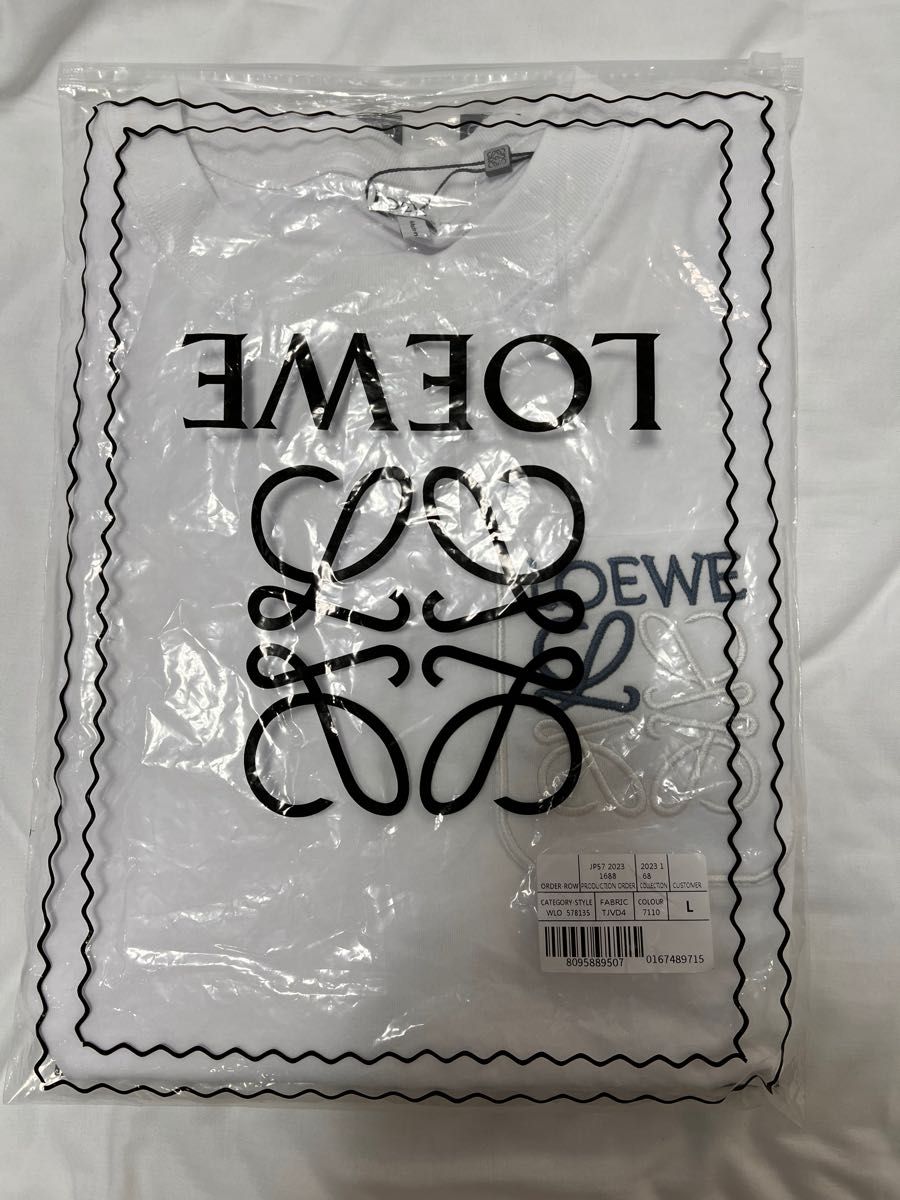 LOEWE
LOEWE
JP57 2023 2023 1
1688 68
ORDER-ROW PRODUCTION ORDER COLLECTION CUSTOMER
CATEGORY-STYLE FABRIC COLOUR L
WLO 578135 TJVD4 7110
8095889507 0167489715